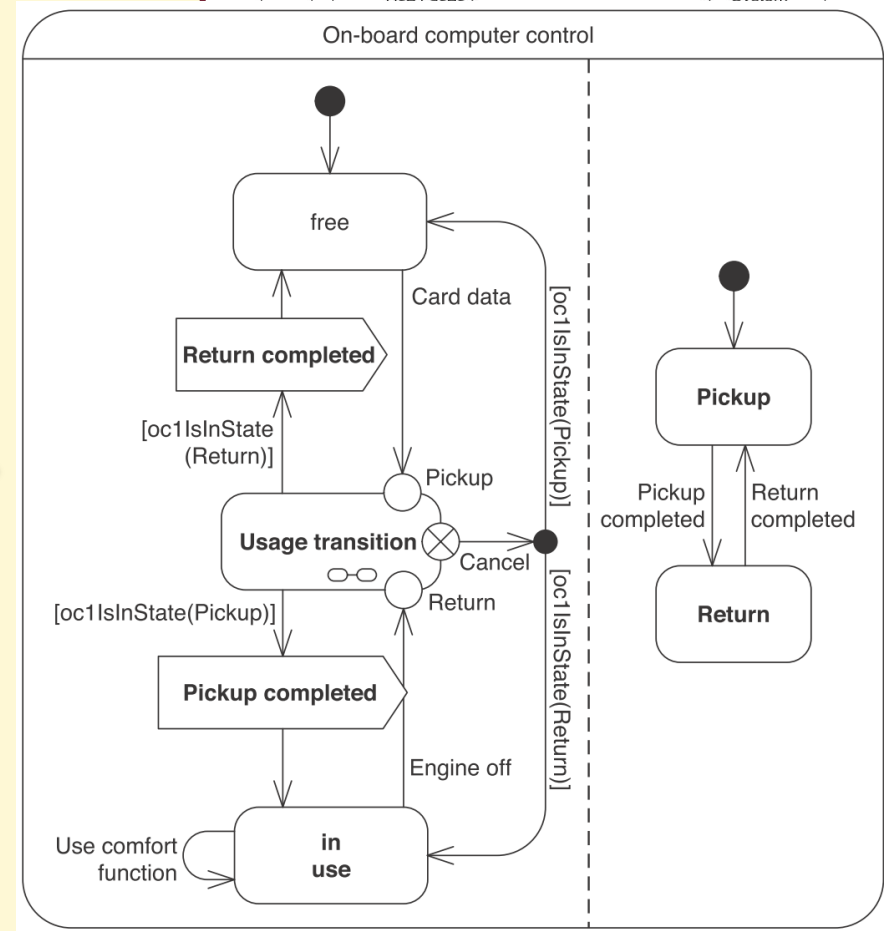 On-board computer control
free
Card data
Return completed
[oc1IsInState
(Return)]
Pickup
Usage transition
Cancel
Return
[oc1IsInState(Pickup)]
[oc1IsInState(Pickup)]
[oc1IsInState(Return)]
Pickup completed
Engine off
Use comfort
function
in
use
Pickup
Pickup
completed
Return
completed
Return